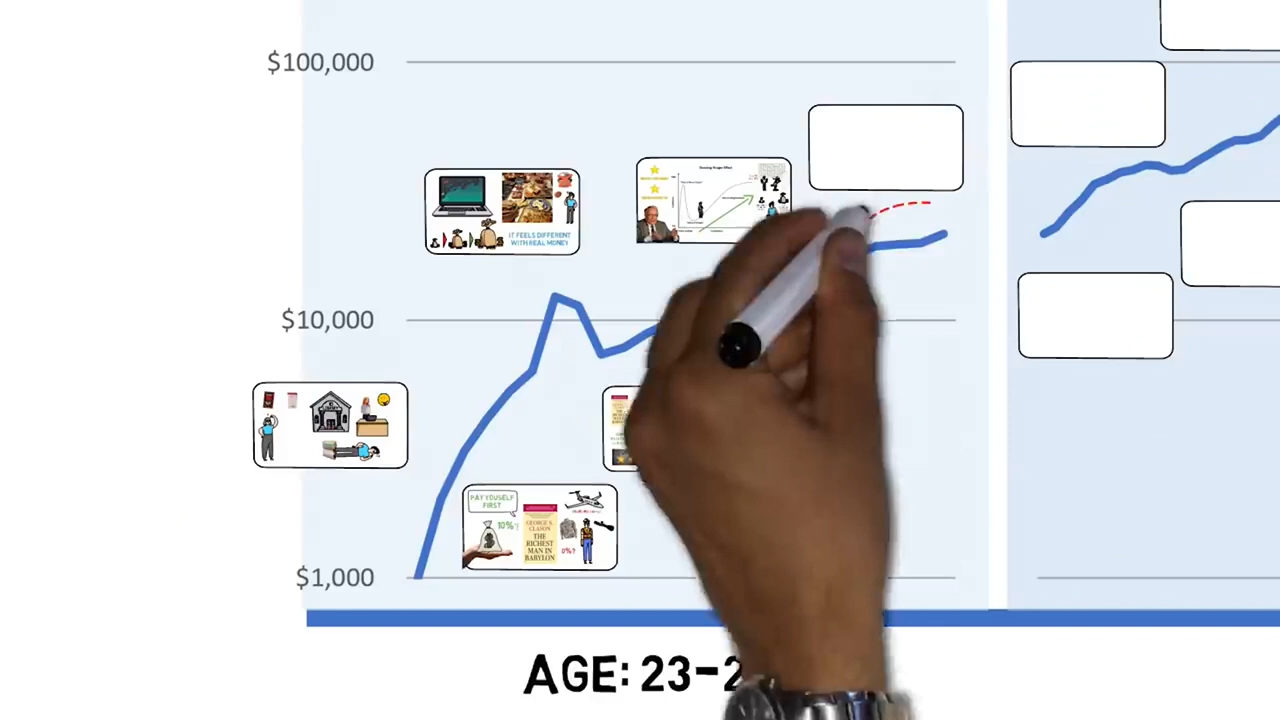 $100,000
IT FEELS DIFFERENT
WITH REAL MONEY
$10,000
PAY YOUSELF
FIRST
10%
GEORGE S.
CLASON
THE
RICHEST
MAN IN
BABYLON
0%?
$1,000
AGE: 23-2